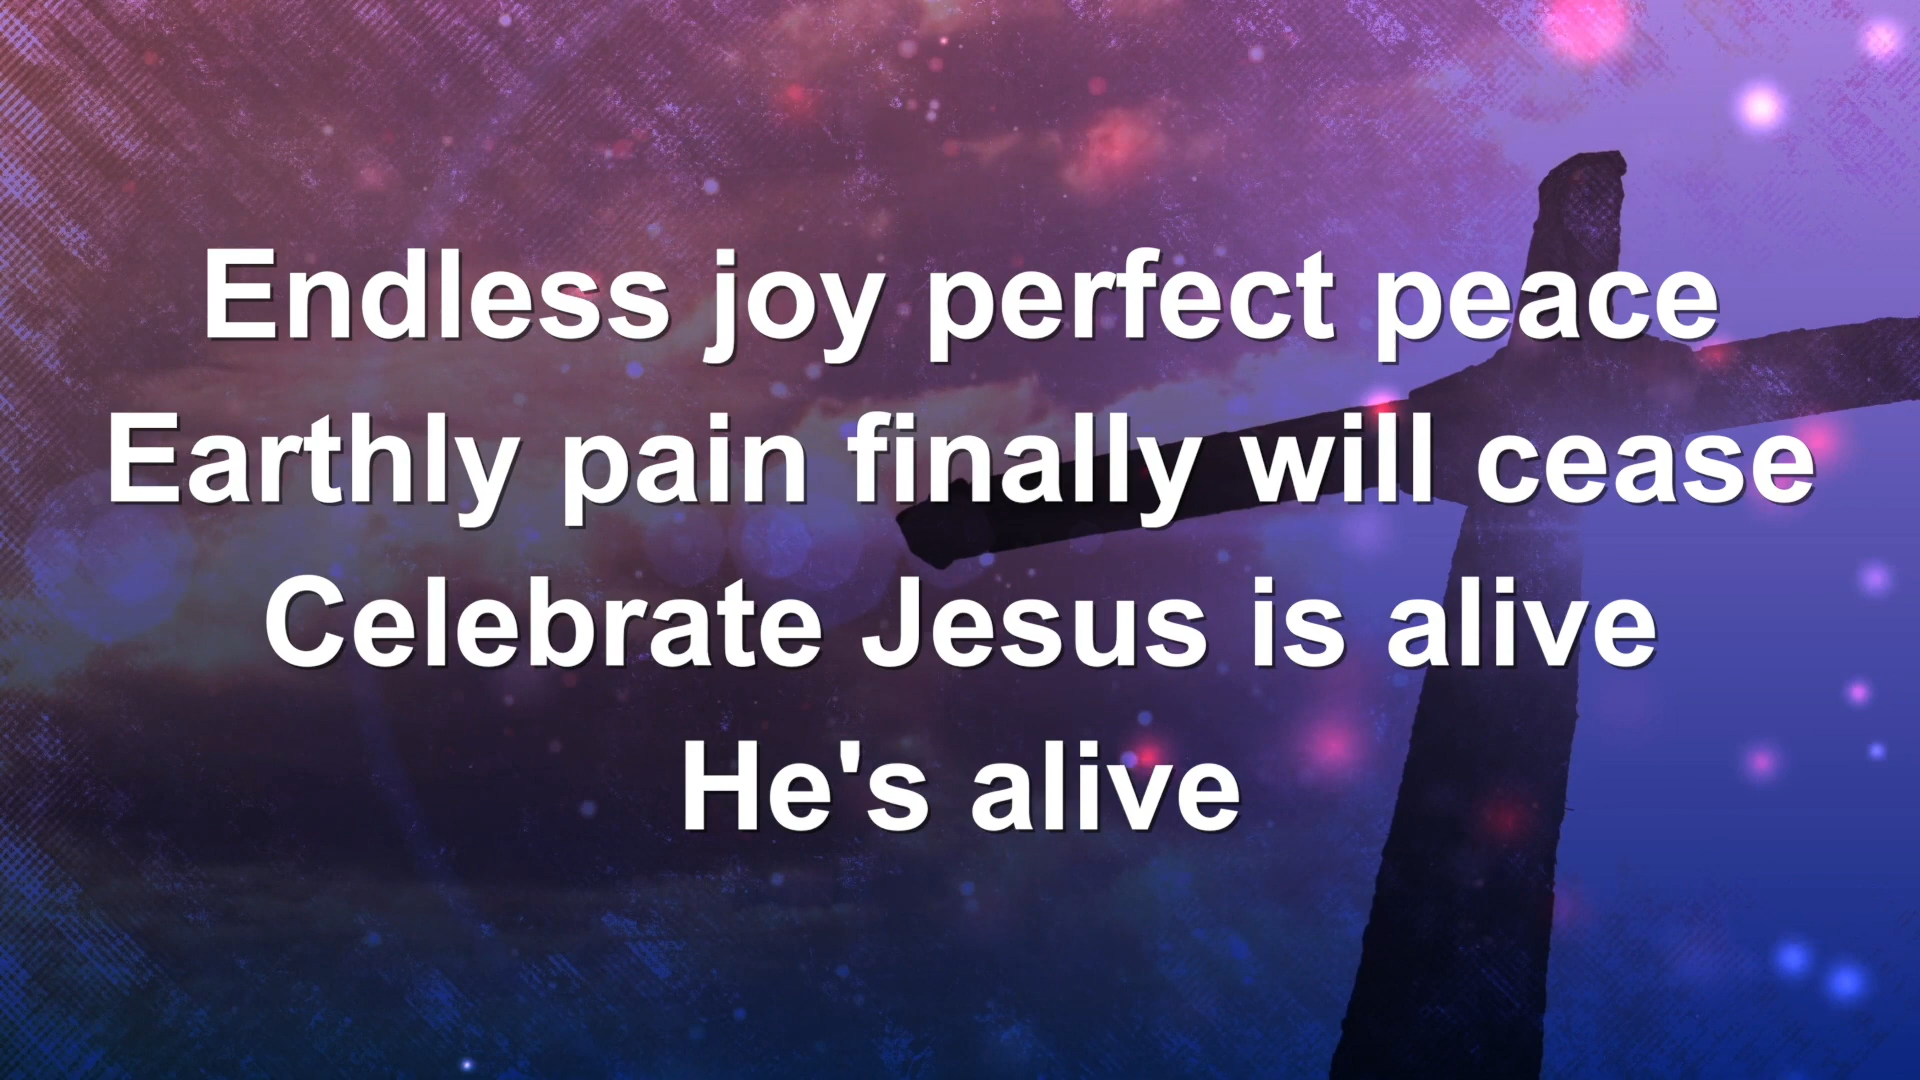 Endless joy perfect peace
Earthly pain finally will cease
Celebrate Jesus is alive
He's alive